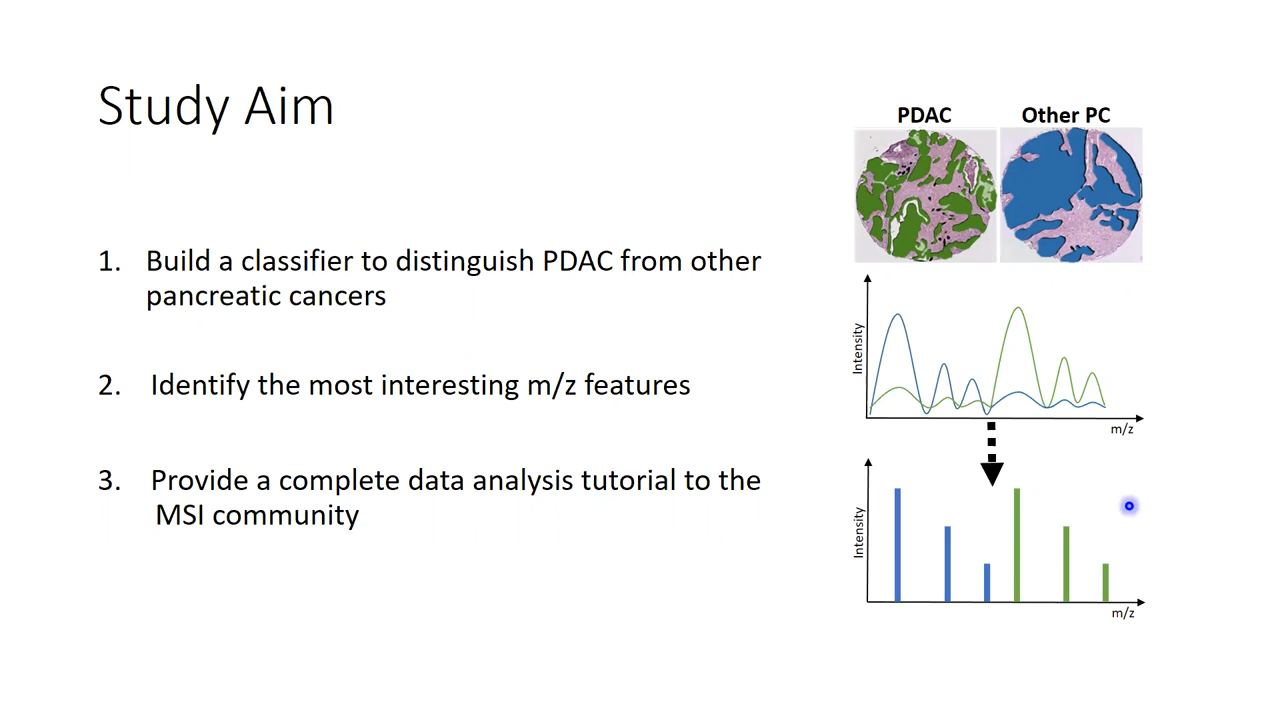 Study Aim
1. Build a classifier to distinguish PDAC from other
pancreatic cancers
2. Identify the most interesting m/z features
3. Provide a complete data analysis tutorial to the
MSI community
PDAC
Other PC
Intensity
m/z
Intensity
m/z